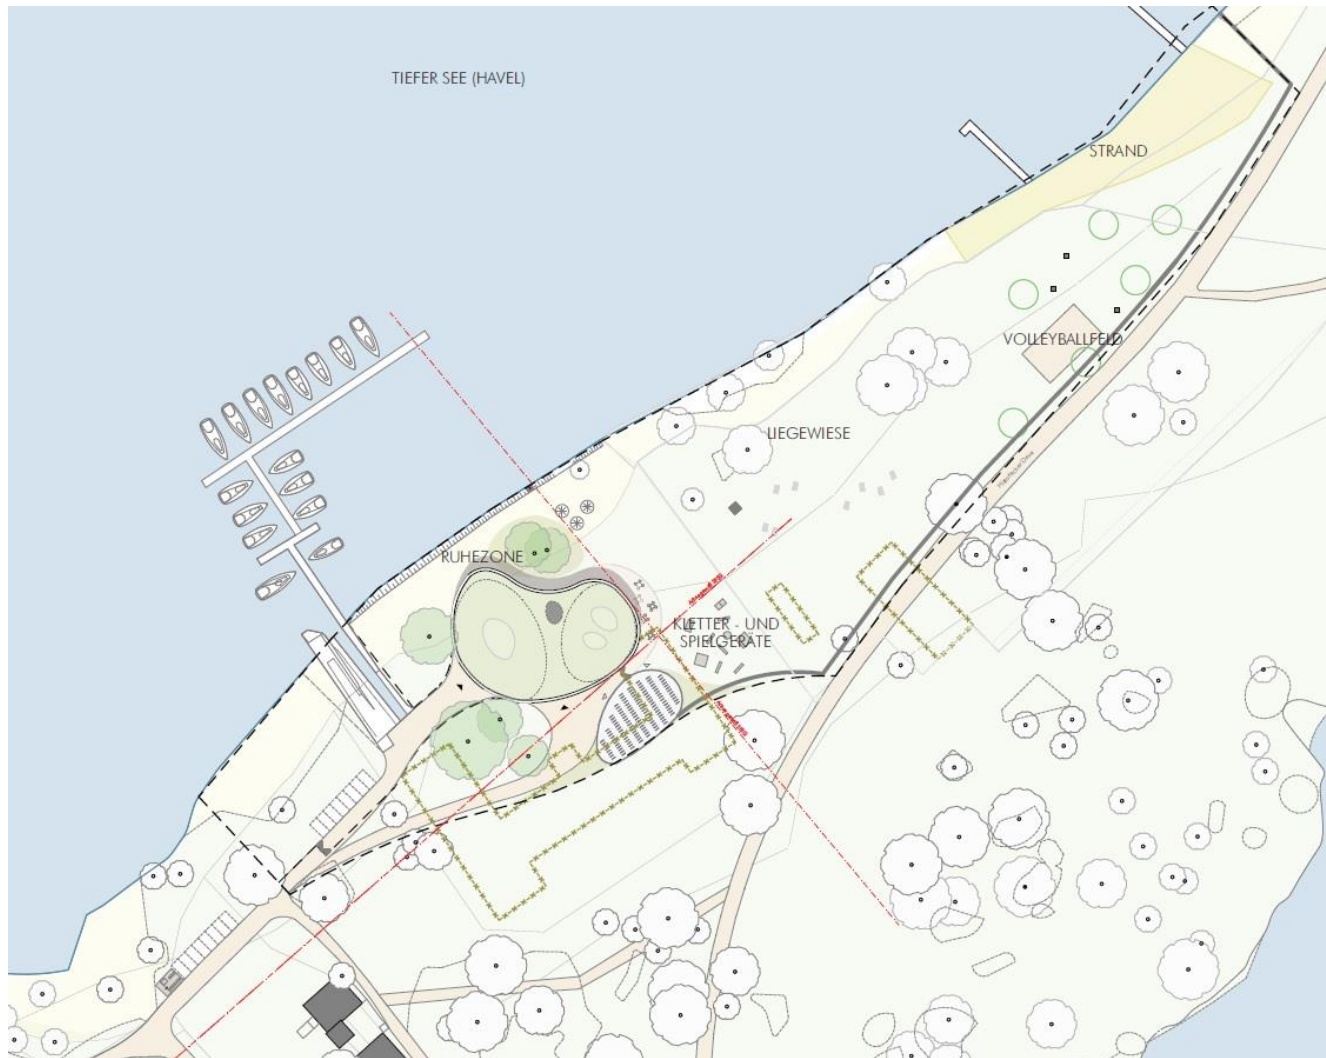 TIEFER SEE (HAVEL)
STRAND
VOLLEYBALLFELD
LIEGEWIESE
RUHEZONE
KLETTER - UND
SPIELGERÄTE